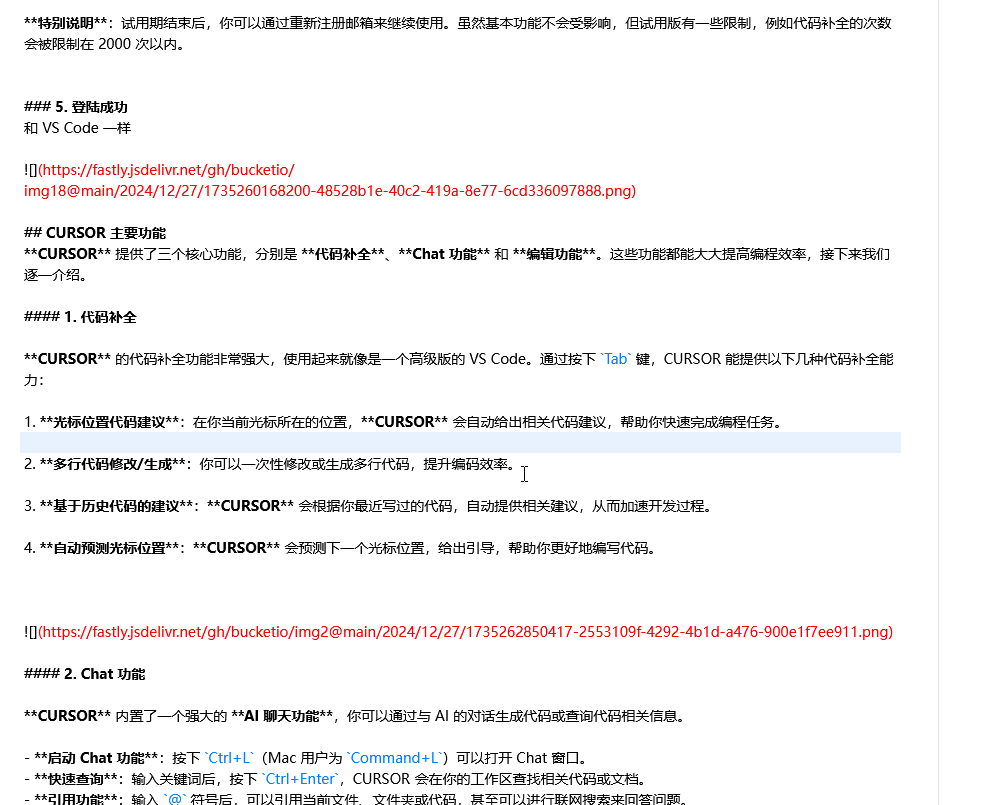 **特别说明**：试用期结束后，你可以通过重新注册邮箱来继续使用。虽然基本功能不会受影响，但试用版有一些限制，例如代码补全的次数
会被限制在 2000 次以内。
### 5. 登陆成功
和 VS Code 一样
![](https://fastly.jsdelivr.net/gh/bucketio/
img18@main/2024/12/27/1735260168200-48528b1e-40c2-419a-8e77-6cd336097888.png)
## CURSOR 主要功能
**CURSOR** 提供了三个核心功能，分别是 **代码补全**、**Chat 功能** 和 **编辑功能**。这些功能都能大大提高编程效率，接下来我们
逐一介绍。
#### 1. 代码补全
**CURSOR** 的代码补全功能非常强大，使用起来就像是一个高级版的 VS Code。通过按下 `Tab` 键，CURSOR 能提供以下几种代码补全能
力：
1. **光标位置代码建议**：在你当前光标所在的位置，**CURSOR** 会自动给出相关代码建议，帮助你快速完成编程任务。
2. **多行代码修改/生成**：你可以一次性修改或生成多行代码，提升编码效率。
3. **基于历史代码的建议**：**CURSOR** 会根据你最近写过的代码，自动提供相关建议，从而加速开发过程。
4. **自动预测光标位置**：**CURSOR** 会预测下一个光标位置，给出引导，帮助你更好地编写代码。
![](https://fastly.jsdelivr.net/gh/bucketio/img2@main/2024/12/27/1735262850417-2553109f-4292-4b1d-a476-900e1f7ee911.png)
#### 2. Chat 功能
**CURSOR** 内置了一个强大的 **AI 聊天功能**，你可以通过与 AI 的对话生成代码或查询代码相关信息。
- **启动 Chat 功能**：按下 `Ctrl+L`（Mac 用户为 `Command+L`）可以打开 Chat 窗口。
- **快速查询**：输入关键词后，按下 `Ctrl+Enter`，CURSOR 会在你的工作区查找相关代码或文档。
- **引用功能**：输入 `@` 符号后，可以引用当前文件、文件夹或代码，甚至可以进行联网搜索来回答问题。